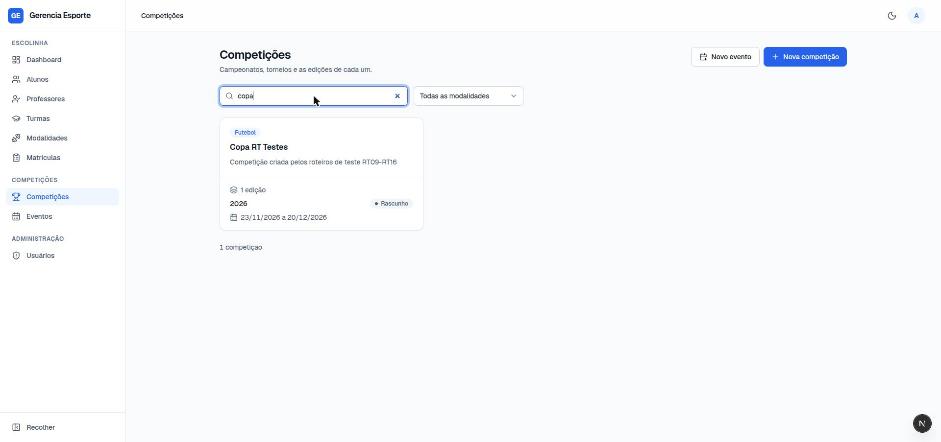 GE Gerencia Esporte
Competições
A
ESCOLINHA
Dashboard
Alunos
Professores
Turmas
Modalidades
Matrículas
COMPETIÇÕES
Competições
Eventos
ADMINISTRAÇÃO
Usuários
Recolher
Competições
Campeonatos, torneios e as edições de cada um.
Novo evento
Nova competição
copa
Todas as modalidades
Futebol
Copa RT Testes
Competição criada pelos roteiros de teste RT09-RT16
1 edição
2026
Rascunho
23/11/2026 a 20/12/2026
1 competição
N